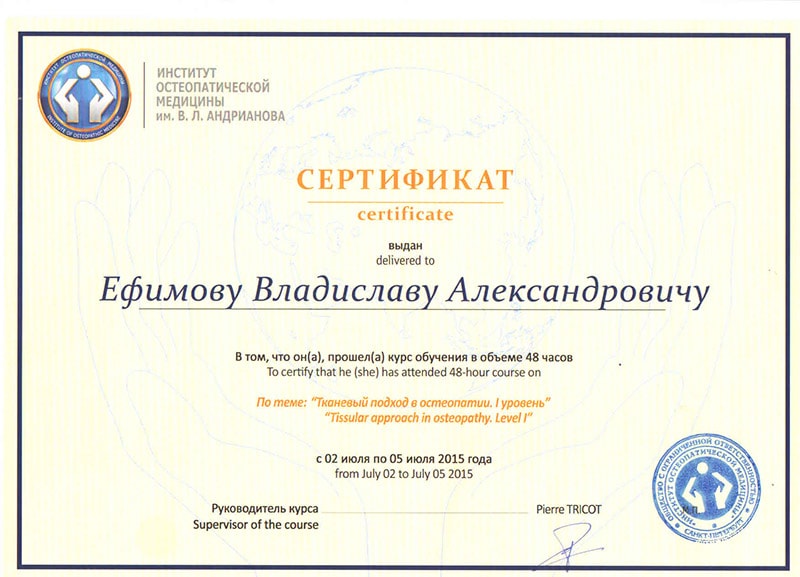 ИНСТИТУТ ОСТЕОПАТИЧЕСКОЙ МЕДИЦИНЫ
INSTITUTE OF OSTEOPATHIC MEDICINE
ИНСТИТУТ
ОСТЕОПАТИЧЕСКОЙ
МЕДИЦИНЫ
им. В. Л. АНДРИАНОВА
СЕРТИФИКАТ
certificate
выдан
delivered to
Ефимову Владиславу Александровичу
В том, что он(а), прошел(а) курс обучения в объеме 48 часов
To certify that he (she) has attended 48-hour course on
По теме: “Тканевый подход в остеопатии. I уровень”
“Tissular approach in osteopathy. Level I”
с 02 июля по 05 июля 2015 года
from July 02 to July 05 2015
Руководитель курса Pierre TRICOT
Supervisor of the course
ОБЩЕСТВО С ОГРАНИЧЕННОЙ ОТВЕТСТВЕННОСТЬЮ
ИНСТИТУТ ОСТЕОПАТИЧЕСКОЙ МЕДИЦИНЫ
САНКТ-ПЕТЕРБУРГ
М.П.